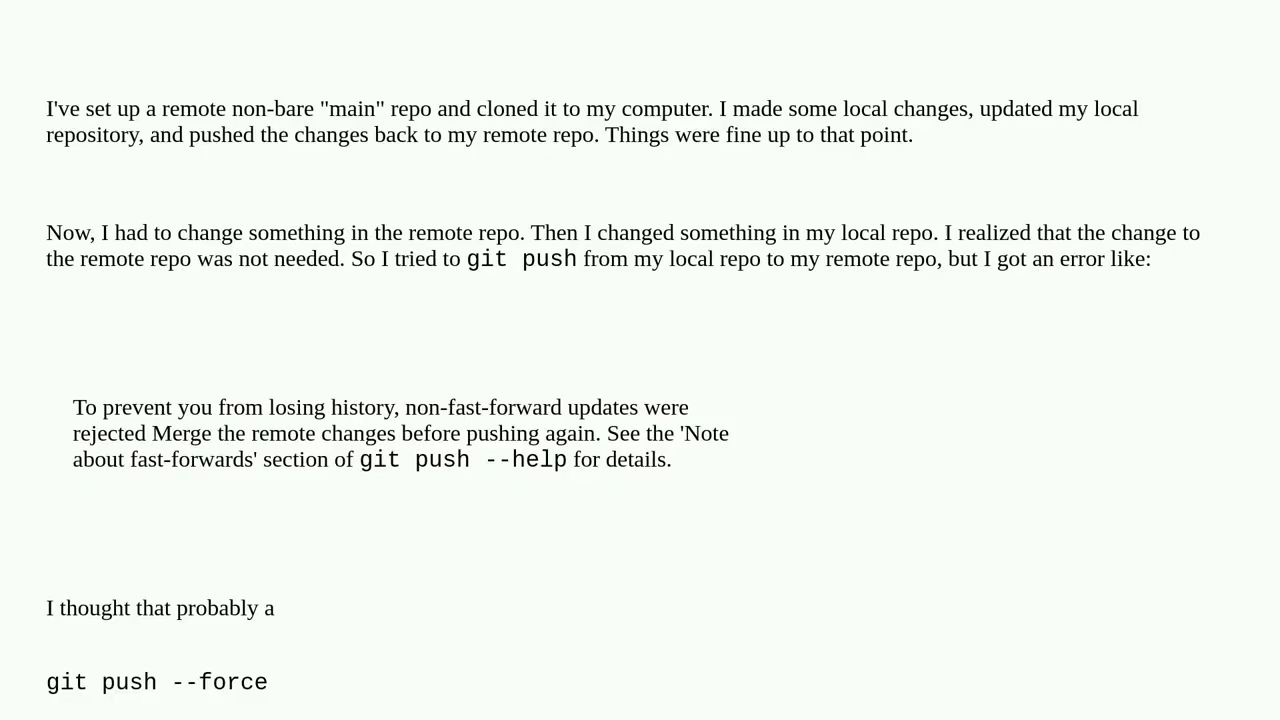 I've set up a remote non-bare "main" repo and cloned it to my computer. I made some local changes, updated my local
repository, and pushed the changes back to my remote repo. Things were fine up to that point.
Now, I had to change something in the remote repo. Then I changed something in my local repo. I realized that the change to
the remote repo was not needed. So I tried to git push from my local repo to my remote repo, but I got an error like:
To prevent you from losing history, non-fast-forward updates were
rejected Merge the remote changes before pushing again. See the 'Note
about fast-forwards' section of git push --help for details.
I thought that probably a
git push --force